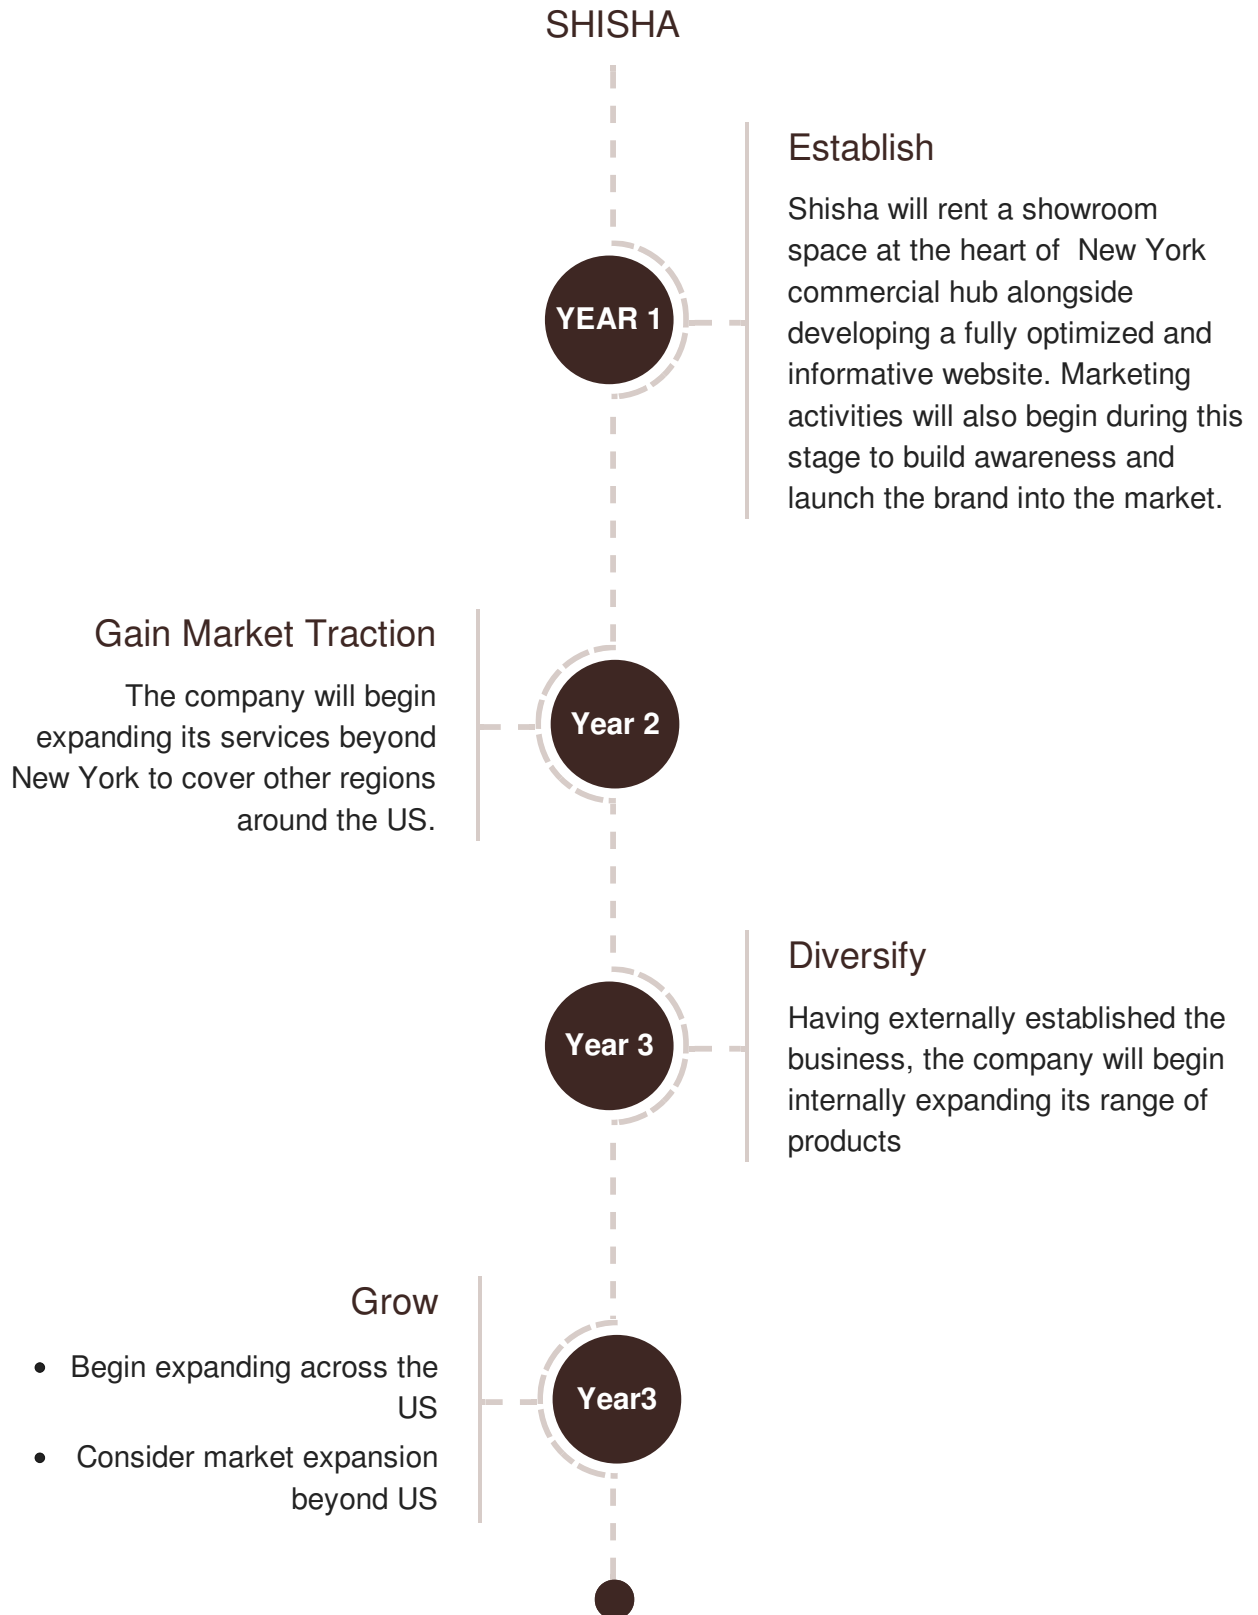 SHISHA
Establish
Shisha will rent a showroom
space at the heart of  New York
commercial hub alongside
developing a fully optimized and
informative website. Marketing
activities will also begin during this
stage to build awareness and
launch the brand into the market.
YEAR 1
Gain Market Traction
The company will begin
expanding its services beyond
New York to cover other regions
around the US.
Year 2
Diversify
Having externally established the
business, the company will begin
internally expanding its range of
products
Year 3
Grow
• Begin expanding across the
US
• Consider market expansion
beyond US
Year3